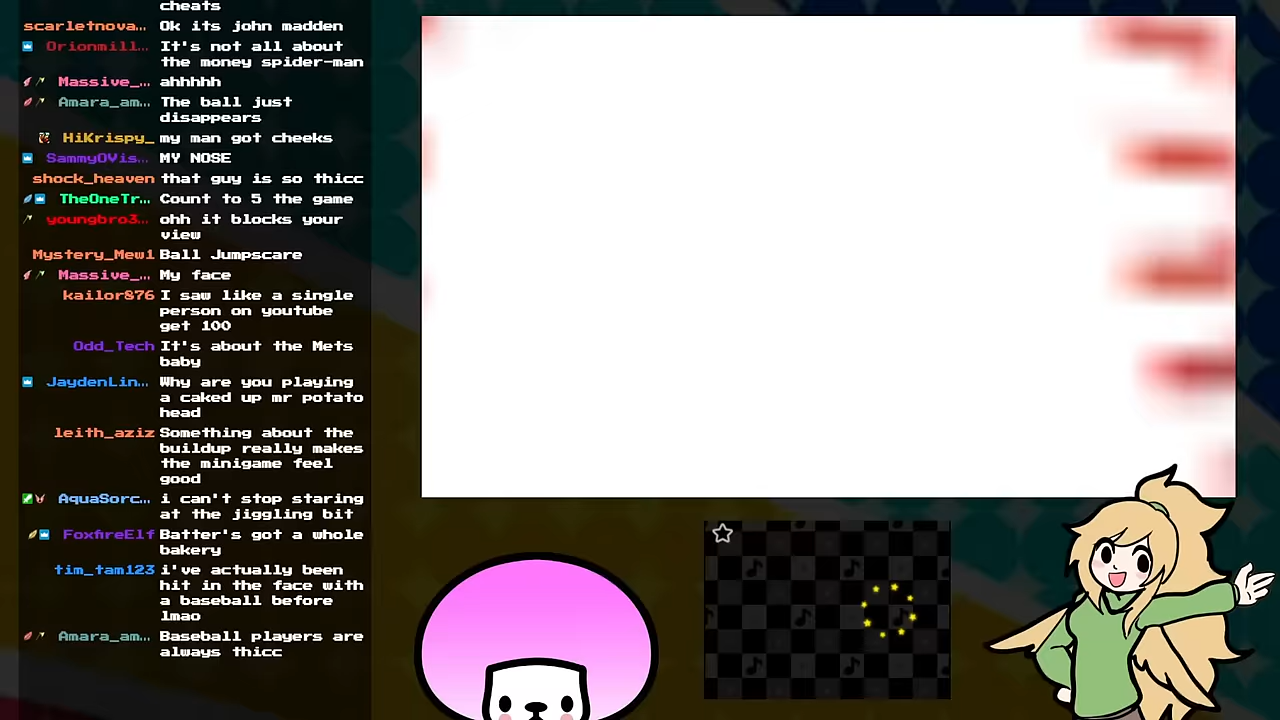 cheats
scarletnova… Ok its john madden
Orionmill… It's not all about
the money spider-man
Massive_… ahhhhh
Amara_am… The ball just
disappears
HiKrispy_ my man got cheeks
SammyOVis… MY NOSE
shock_heaven that guy is so thicc
TheOneTr… Count to 5 the game
youngbro3… ohh it blocks your
view
Mystery_Mew1 Ball Jumpscare
Massive_… My face
kailor876 I saw like a single
person on youtube
get 100
Odd_Tech It's about the Mets
baby
JaydenLin… Why are you playing
a caked up mr potato
head
leith_aziz Something about the
buildup really makes
the minigame feel
good
AquaSorc… i can't stop staring
at the jiggling bit
FoxfireElf Batter's got a whole
bakery
tim_tam123 i've actually been
hit in the face with
a baseball before
lmao
Amara_am… Baseball players are
always thicc